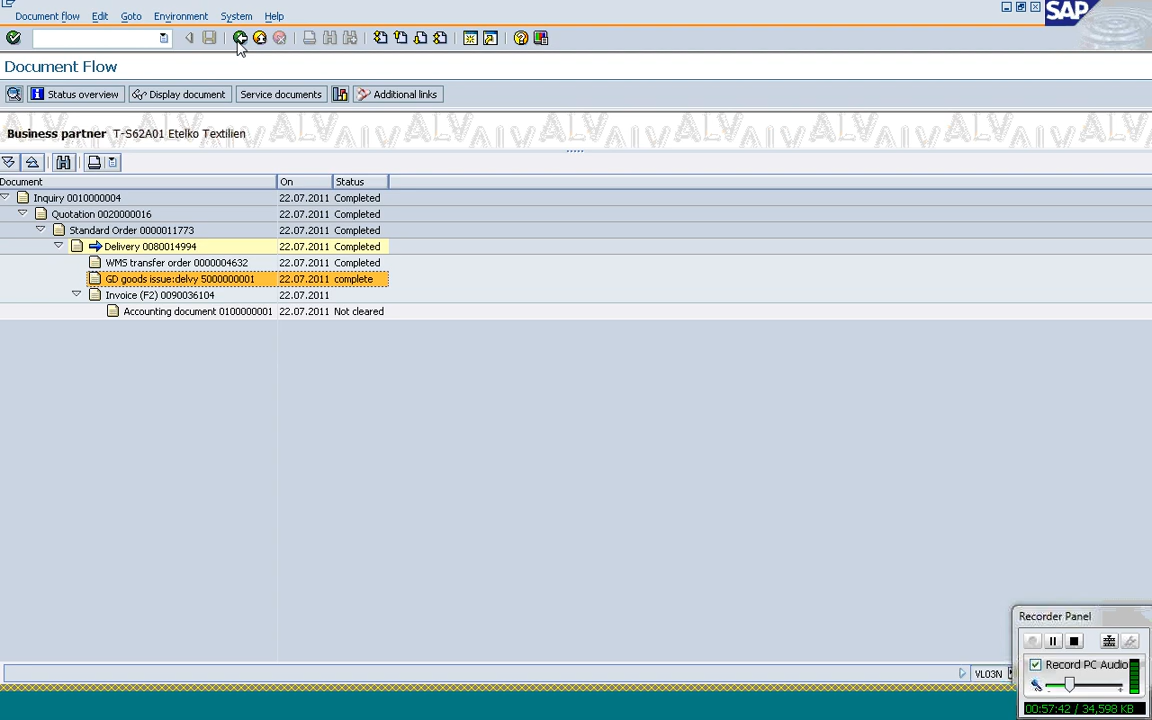 Document flow Edit Goto Environment System Help
SAP
Document Flow
Status overview Display document Service documents Additional links
Business partner T-S62A01 Etelko Textilien
Document On Status
Inquiry 0010000004 22.07.2011 Completed
Quotation 0020000016 22.07.2011 Completed
Standard Order 0000011773 22.07.2011 Completed
Delivery 0080014994 22.07.2011 Completed
WMS transfer order 0000004632 22.07.2011 Completed
GD goods issue:delvy 5000000001 22.07.2011 complete
Invoice (F2) 0090036104 22.07.2011
Accounting document 0100000001 22.07.2011 Not cleared
Recorder Panel
Record PC Audio
VL03N
00:57:42 / 34,598 KB